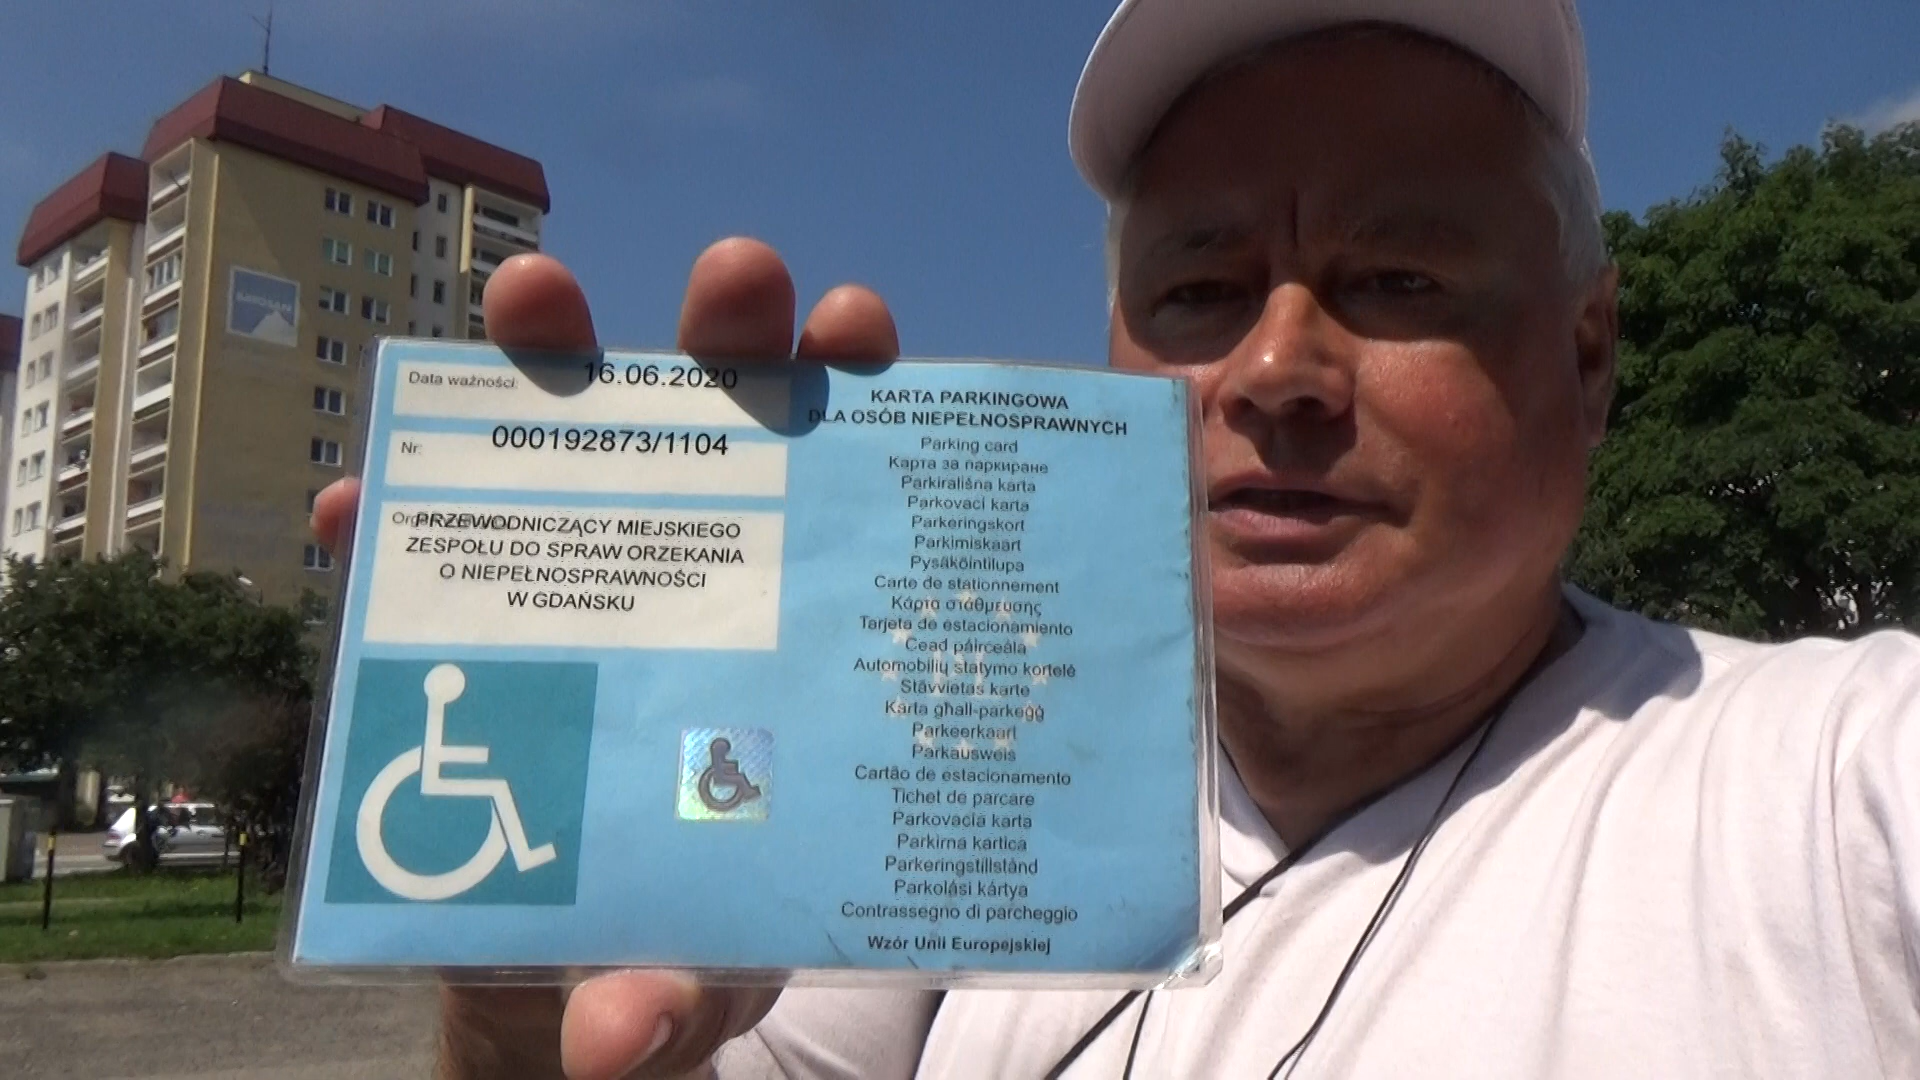 Data ważności:
16.06.2020
Nr:
000192873/1104
PRZEWODNICZĄCY MIEJSKIEGO
ZESPOŁU DO SPRAW ORZEKANIA
O NIEPEŁNOSPRAWNOŚCI
W GDAŃSKU
KARTA PARKINGOWA
DLA OSÓB NIEPEŁNOSPRAWNYCH
Parking card
Карта за паркиране
Parkirališna karta
Parkovací karta
Parkeringskort
Parkimiskaart
Pysäköintilupa
Carte de stationnement
Κάρτα στάθμευσης
Tarjeta de estacionamiento
Cead páirceála
Automobilių statymo kortelė
Stāvvietas karte
Karta għall-parkeġġ
Parkeerkaart
Parkausweis
Cartão de estacionamento
Tichet de parcare
Parkovacia karta
Parkirna kartica
Parkeringstillstånd
Parkolási kártya
Contrassegno di parcheggio
Wzór Unii Europejskiej